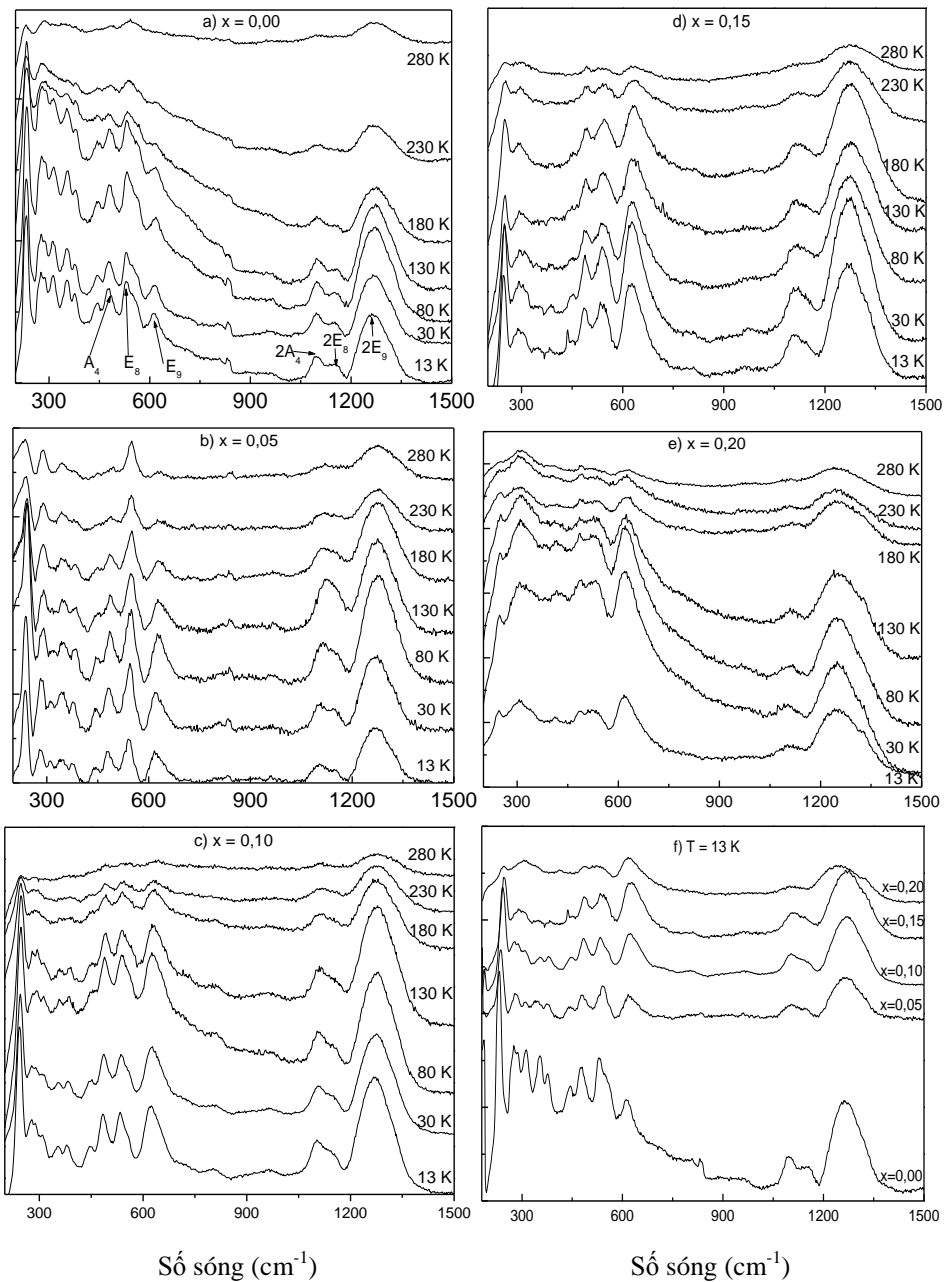 a) x = 0,00
280 K
230 K
180 K
130 K
80 K
30 K
13 K
A4
E8
E9
2A4
2E8
2E9
300 600 900 1200 1500
d) x = 0,15
280 K
230 K
180 K
130 K
80 K
30 K
13 K
300 600 900 1200 1500
b) x = 0,05
280 K
230 K
180 K
130 K
80 K
30 K
13 K
300 600 900 1200 1500
e) x = 0,20
280 K
230 K
180 K
130 K
80 K
30 K
13 K
300 600 900 1200 1500
c) x = 0,10
280 K
230 K
180 K
130 K
80 K
30 K
13 K
300 600 900 1200 1500
f) T = 13 K
x=0,20
x=0,15
x=0,10
x=0,05
x=0,00
300 600 900 1200 1500
Số sóng (cm-1)
Số sóng (cm-1)